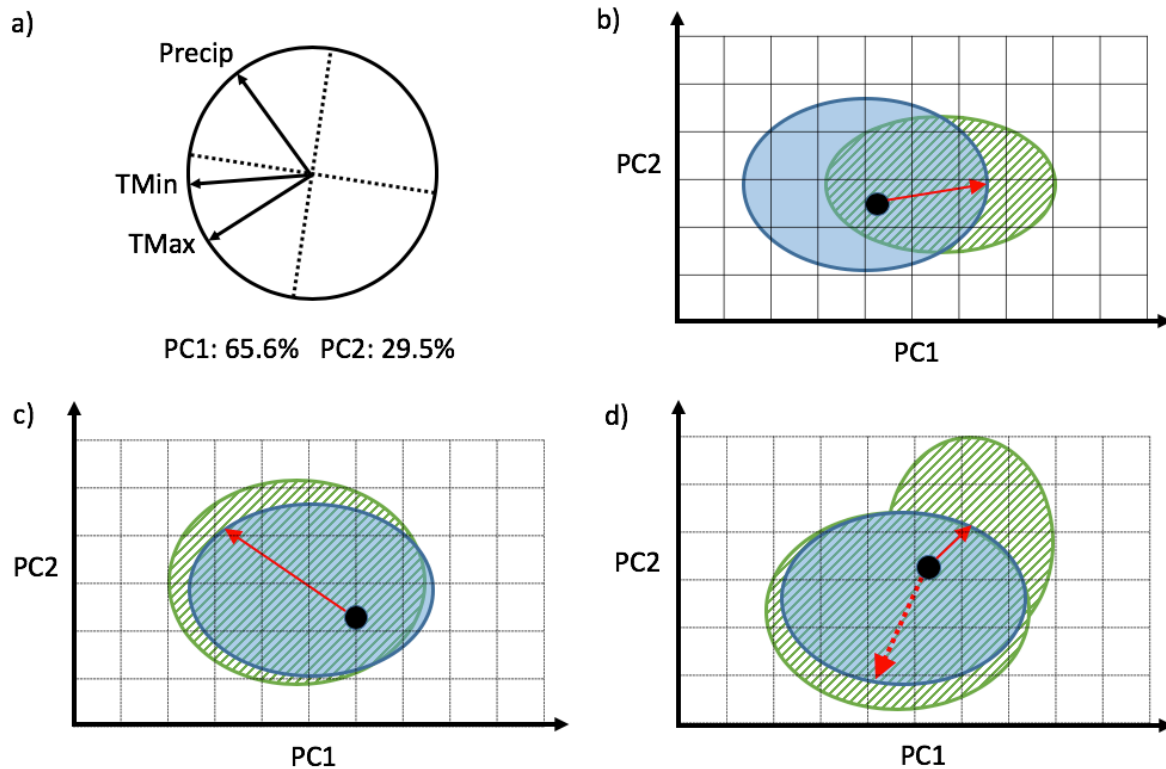 a)
Precip
TMin
TMax
PC1: 65.6% PC2: 29.5%
b)
PC2
PC1
c)
PC2
PC1
d)
PC2
PC1